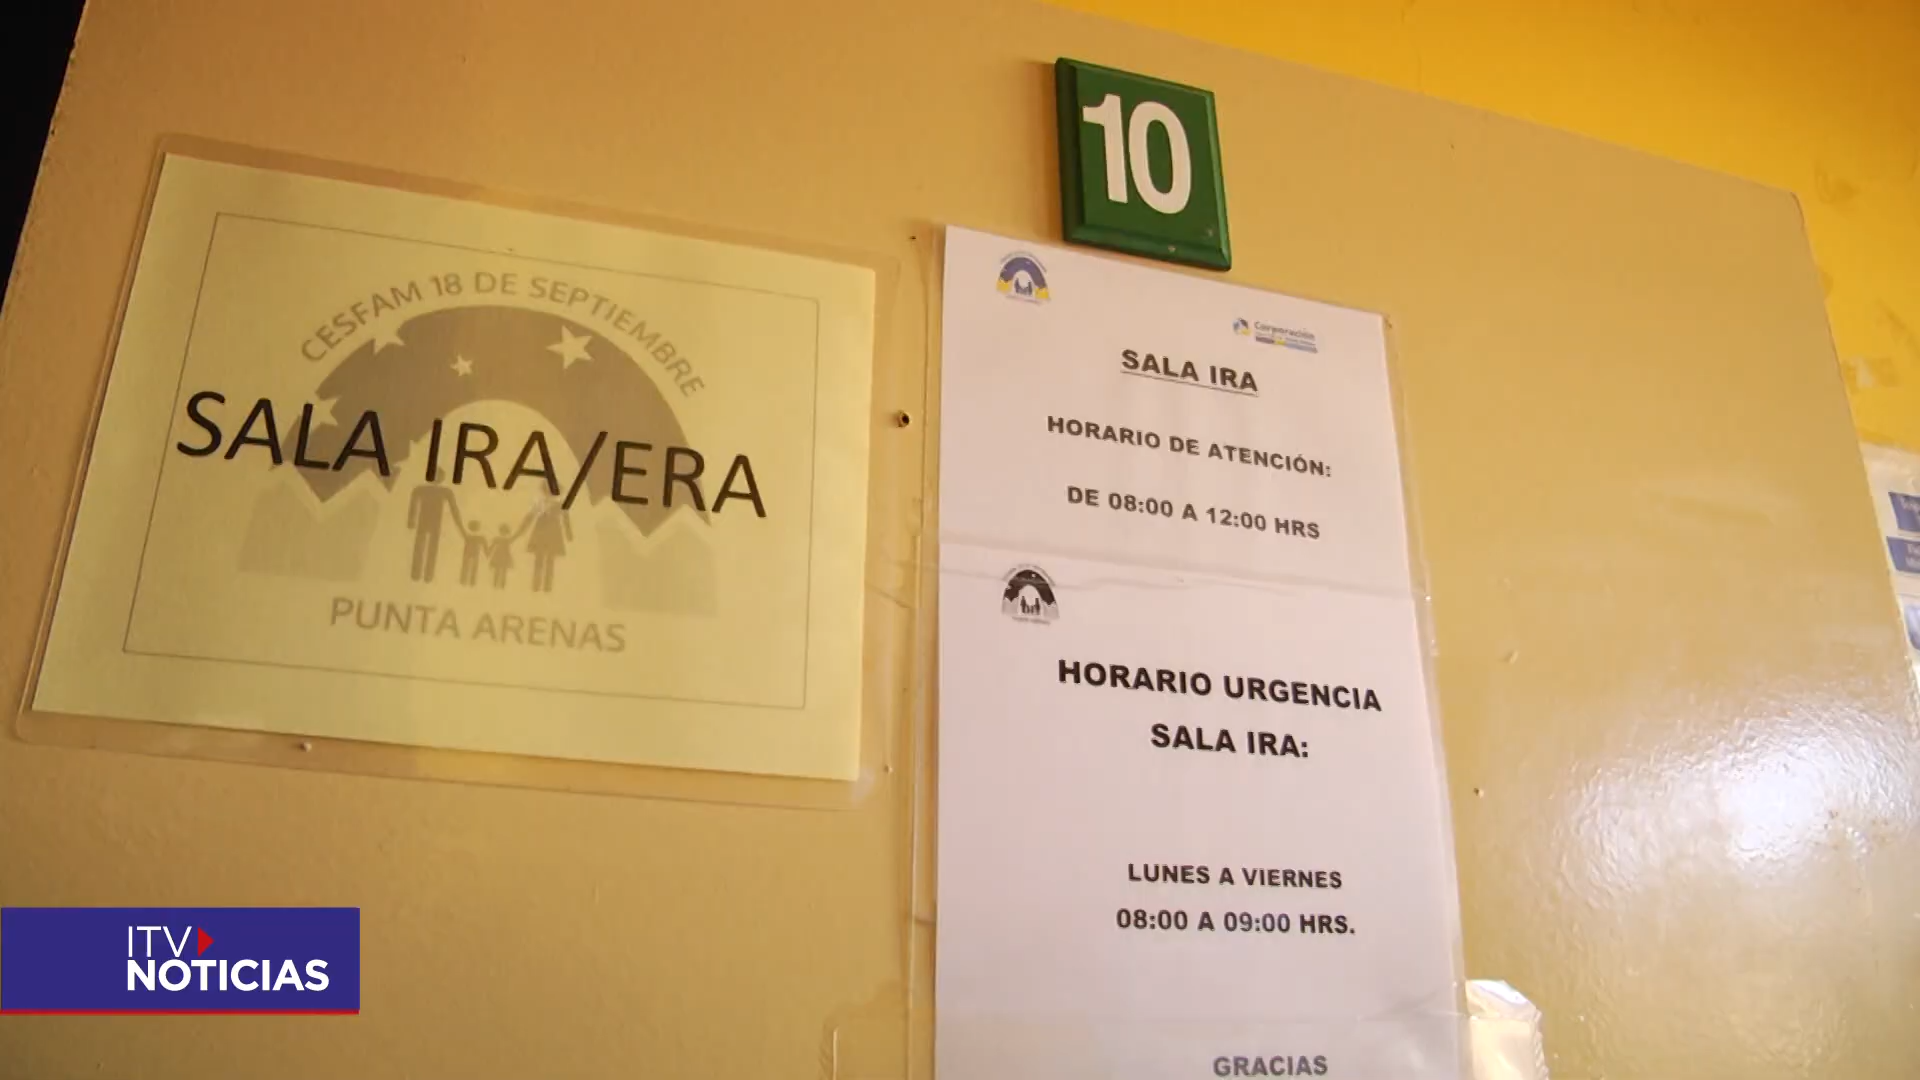 10
CESFAM 18 DE SEPTIEMBRE
SALA IRA/ERA
PUNTA ARENAS
Corporación
SALA IRA
HORARIO DE ATENCIÓN:
DE 08:00 A 12:00 HRS
HORARIO URGENCIA
SALA IRA:
LUNES A VIERNES
08:00 A 09:00 HRS.
GRACIAS
ITV
NOTICIAS